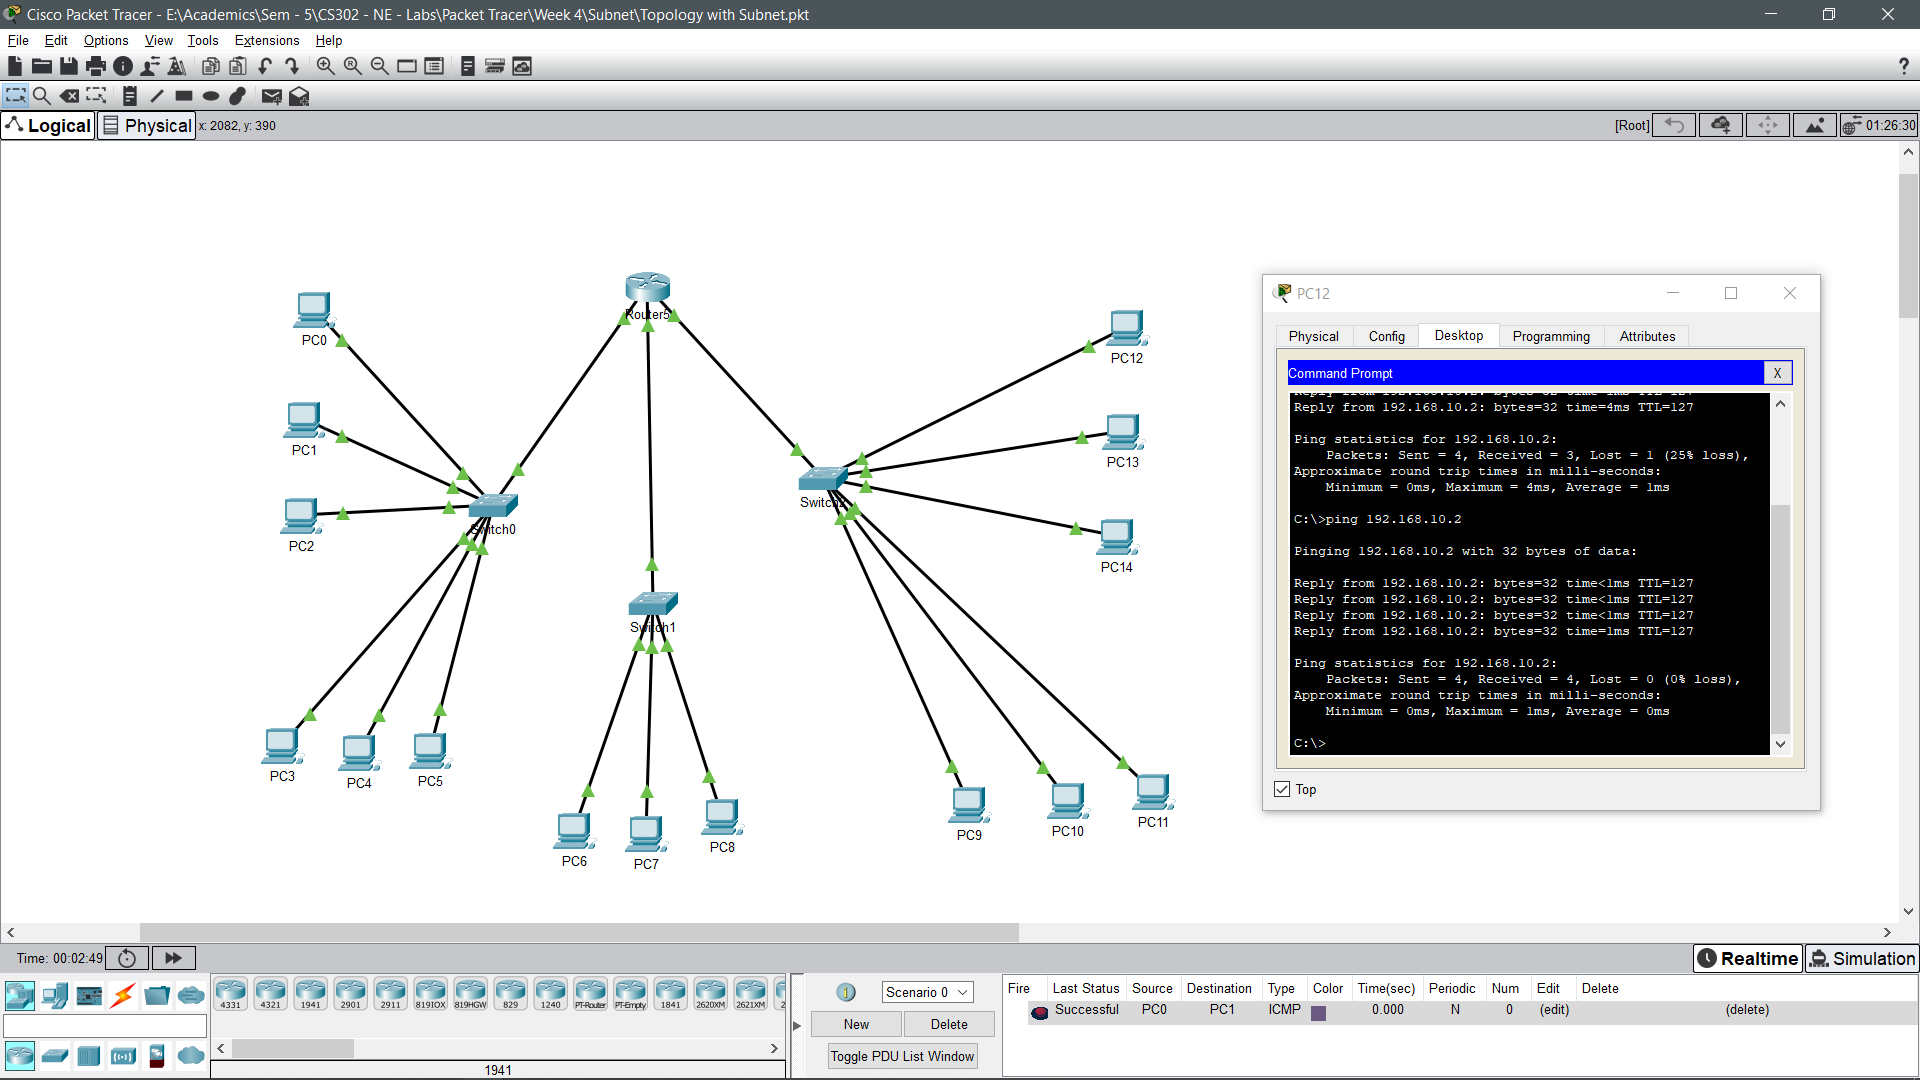 Cisco Packet Tracer - E:\Academics\Sem - 5\CS302 - NE - Labs\Packet Tracer\Week 4\Subnet\Topology with Subnet.pkt
File Edit Options View Tools Extensions Help
?
Logical Physical x: 2082, y: 390 [Root] 01:26:30
PC0
PC1
PC2
PC3
PC4
PC5
Router5
Switch0
Switch1
PC6
PC7
PC8
PC12
PC13
PC14
PC9
PC10
PC11
PC12
Physical Config Desktop Programming Attributes
Command Prompt X
Reply from 192.168.10.2: bytes=32 time=4ms TTL=127
Ping statistics for 192.168.10.2:
Packets: Sent = 4, Received = 3, Lost = 1 (25% loss),
Approximate round trip times in milli-seconds:
Minimum = 0ms, Maximum = 4ms, Average = 1ms
C:\>ping 192.168.10.2
Pinging 192.168.10.2 with 32 bytes of data:
Reply from 192.168.10.2: bytes=32 time<1ms TTL=127
Reply from 192.168.10.2: bytes=32 time<1ms TTL=127
Reply from 192.168.10.2: bytes=32 time<1ms TTL=127
Reply from 192.168.10.2: bytes=32 time=1ms TTL=127
Ping statistics for 192.168.10.2:
Packets: Sent = 4, Received = 4, Lost = 0 (0% loss),
Approximate round trip times in milli-seconds:
Minimum = 0ms, Maximum = 1ms, Average = 0ms
C:\>
Top
Time: 00:02:49
Realtime Simulation
4331 4321 1941 2901 2911 819IOX 819HGW 829 1240 PT-Router PT-Empty 1841 2620XM 2621XM
1941
Scenario 0
New Delete
Toggle PDU List Window
Fire Last Status Source Destination Type Color Time(sec) Periodic Num Edit Delete
Successful PC0 PC1 ICMP 0.000 N 0 (edit) (delete)